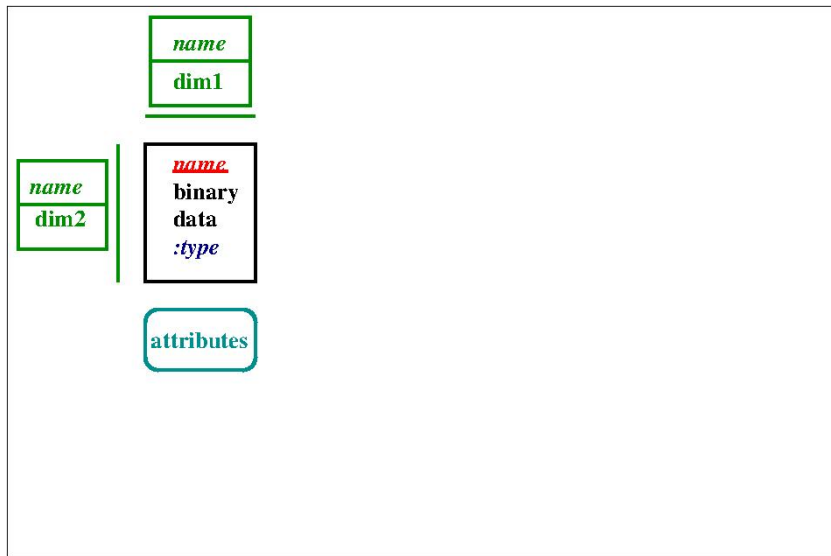 name
dim1
name
binary
data
:type
name
dim2
attributes